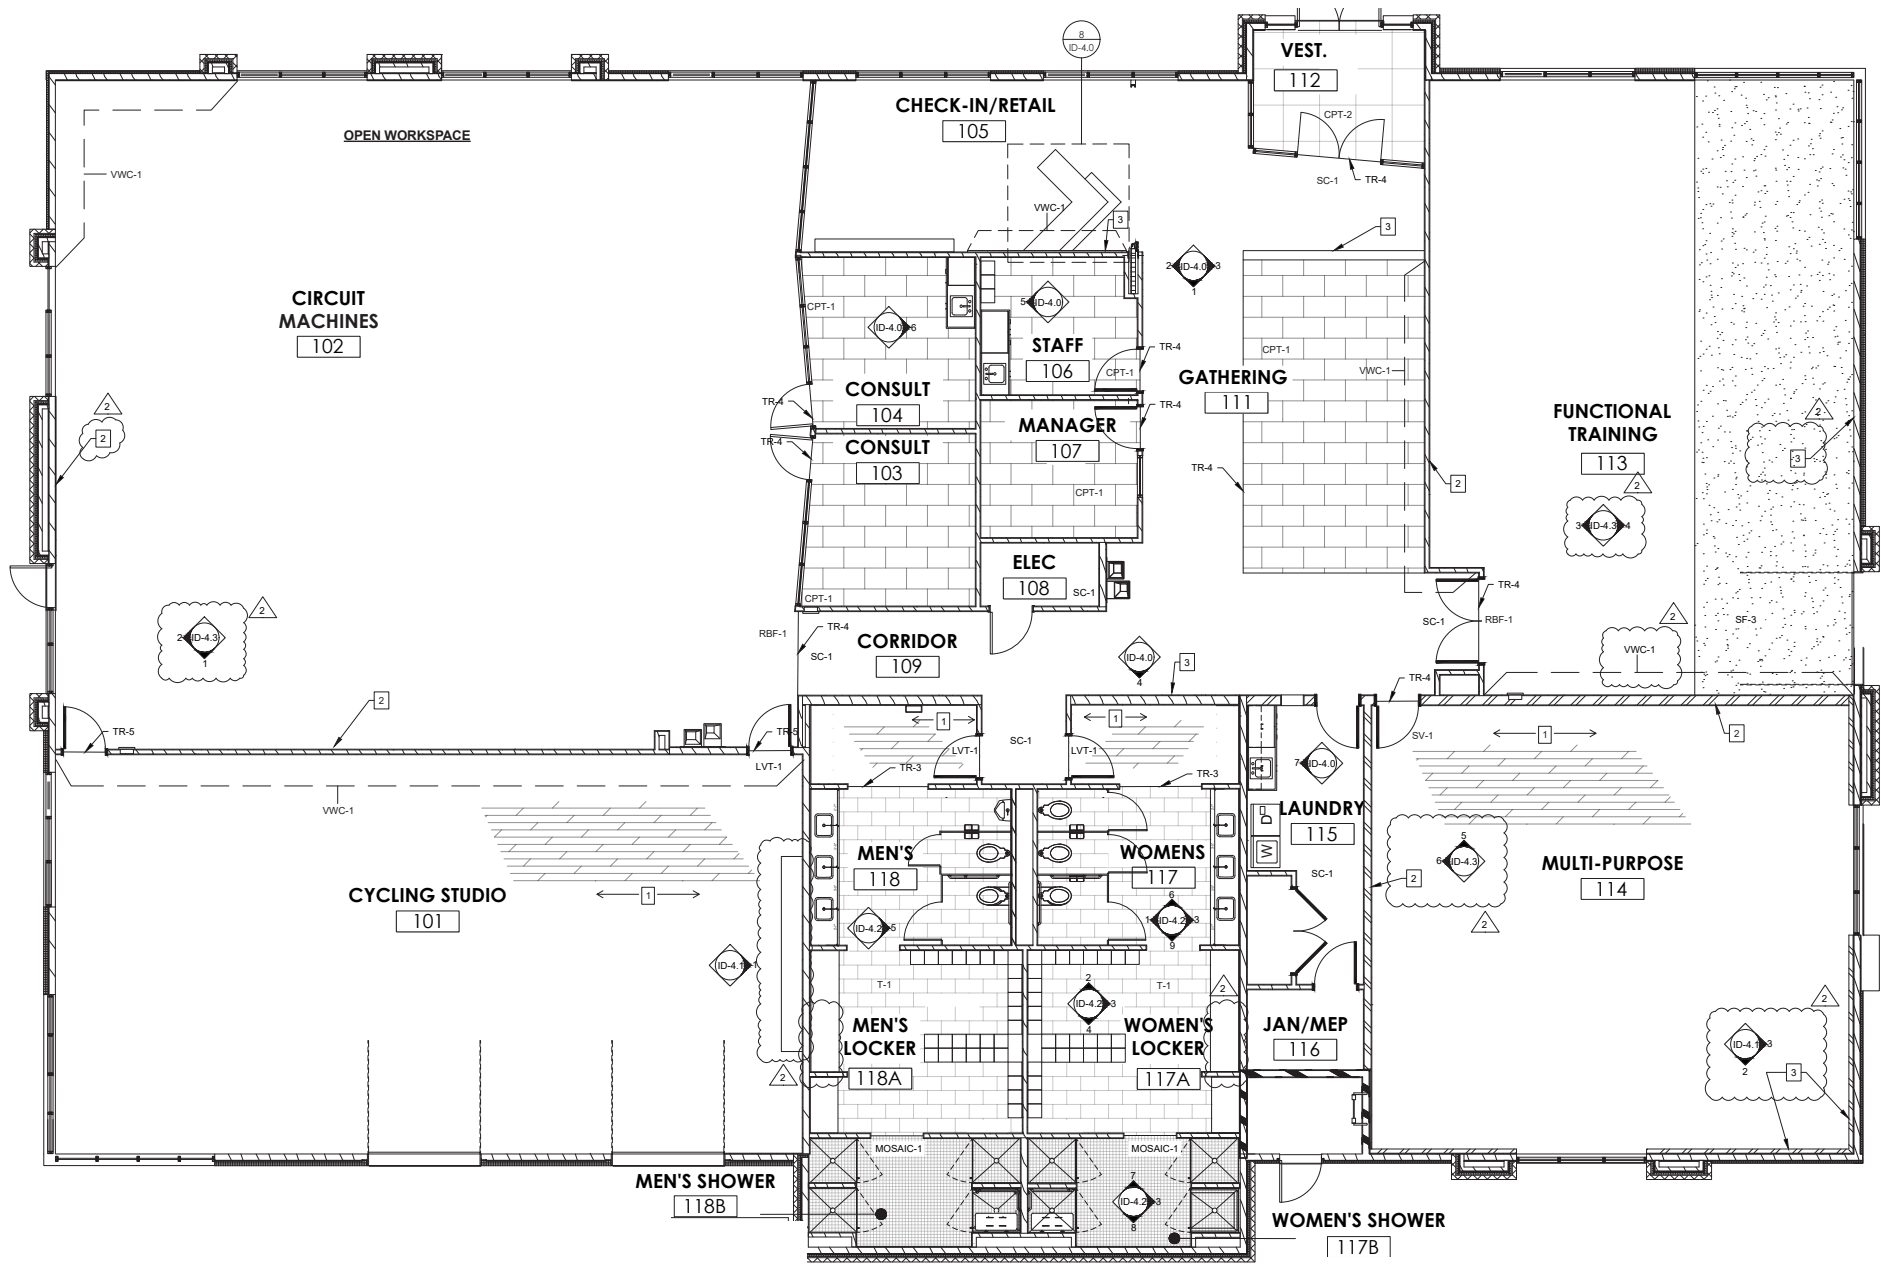 8
ID-4.0
VEST.
112
CPT-2
SC-1
TR-4
CHECK-IN/RETAIL
105
OPEN WORKSPACE
VWC-1
VWC-1
3
3
2
ID-4.0
3
1
CIRCUIT
MACHINES
102
CPT-1
ID-4.0
6
5
ID-4.0
STAFF
106
CPT-1
TR-4
CONSULT
104
TR-4
TR-4
CONSULT
103
CPT-1
MANAGER
107
CPT-1
TR-4
GATHERING
111
CPT-1
VWC-1
TR-4
2
FUNCTIONAL
TRAINING
113
2
3
ID-4.3
4
2
3
2
2
ELEC
108
SC-1
2
2
ID-4.3
1
RBF-1
TR-4
SC-1
CORRIDOR
109
ID-4.0
4
3
TR-4
SC-1
RBF-1
2
VWC-1
SF-3
TR-4
2
TR-5
TR-5
LVT-1
VWC-1
1
LVT-1
SC-1
1
LVT-1
TR-3
TR-3
7
ID-4.0
SV-1
1
2
CYCLING STUDIO
101
1
MEN'S
118
ID-4.2
5
WOMENS
117
6
1
ID-4.2
3
9
LAUNDRY
115
D
W
SC-1
2
5
6
ID-4.3
2
MULTI-PURPOSE
114
ID-4.1
1
2
T-1
MEN'S
LOCKER
118A
2
ID-4.2
3
4
T-1
WOMEN'S
LOCKER
117A
2
JAN/MEP
116
2
ID-4.1
3
2
3
MOSAIC-1
MOSAIC-1
7
ID-4.2
3
8
MEN'S SHOWER
118B
WOMEN'S SHOWER
117B